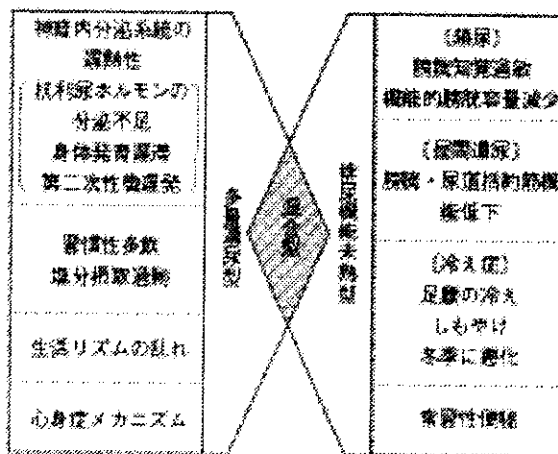 神経内分泌系統の
遅熟性
抗利尿ホルモンの
分泌不足
身体発育遅滞
第二次性徴遅発
習慣性多飲
塩分摂取過剰
生活リズムの乱れ
心身症メカニズム
多量遺尿型
混合型
排尿機能未熟型
(頻尿)
膀胱知覚過敏
機能的膀胱容量減少
(昼間遺尿)
膀胱・尿道括約筋機
能低下
(冷え症)
足腰の冷え
しもやけ
冬季に悪化
常習性便秘